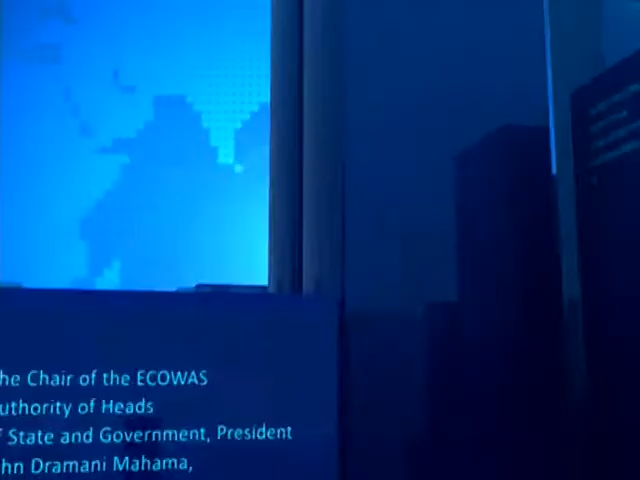 he Chair of the ECOWAS
uthority of Heads
f State and Government, President
hn Dramani Mahama,